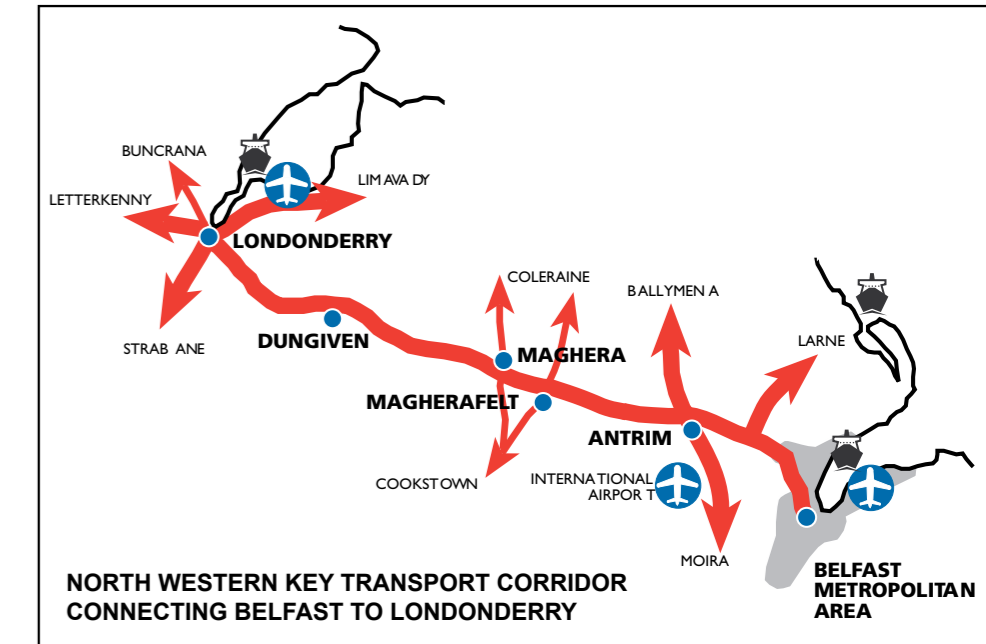 BUNCRANA
LETTERKENNY
LIMAVADY
LONDONDERRY
COLERAINE
BALLYMENA
STRABANE
DUNGIVEN
MAGHERA
LARNE
MAGHERAFELT
ANTRIM
COOKSTOWN
INTERNATIONAL
AIRPORT
MOIRA
BELFAST
METROPOLITAN
AREA
NORTH WESTERN KEY TRANSPORT CORRIDOR
CONNECTING BELFAST TO LONDONDERRY